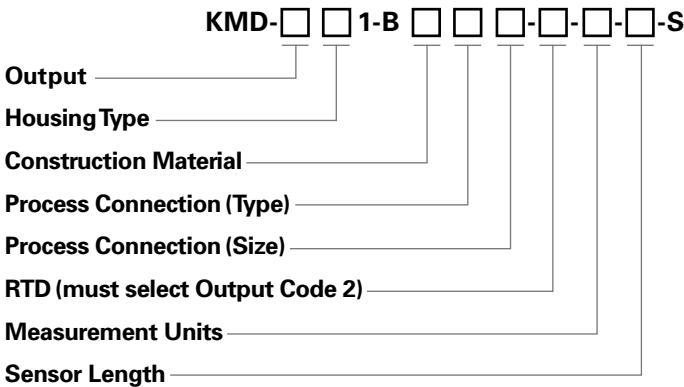 KMD-□ □ 1-B □ □ □-□-□-□-S
Output
Housing Type
Construction Material
Process Connection (Type)
Process Connection (Size)
RTD (must select Output Code 2)
Measurement Units
Sensor Length